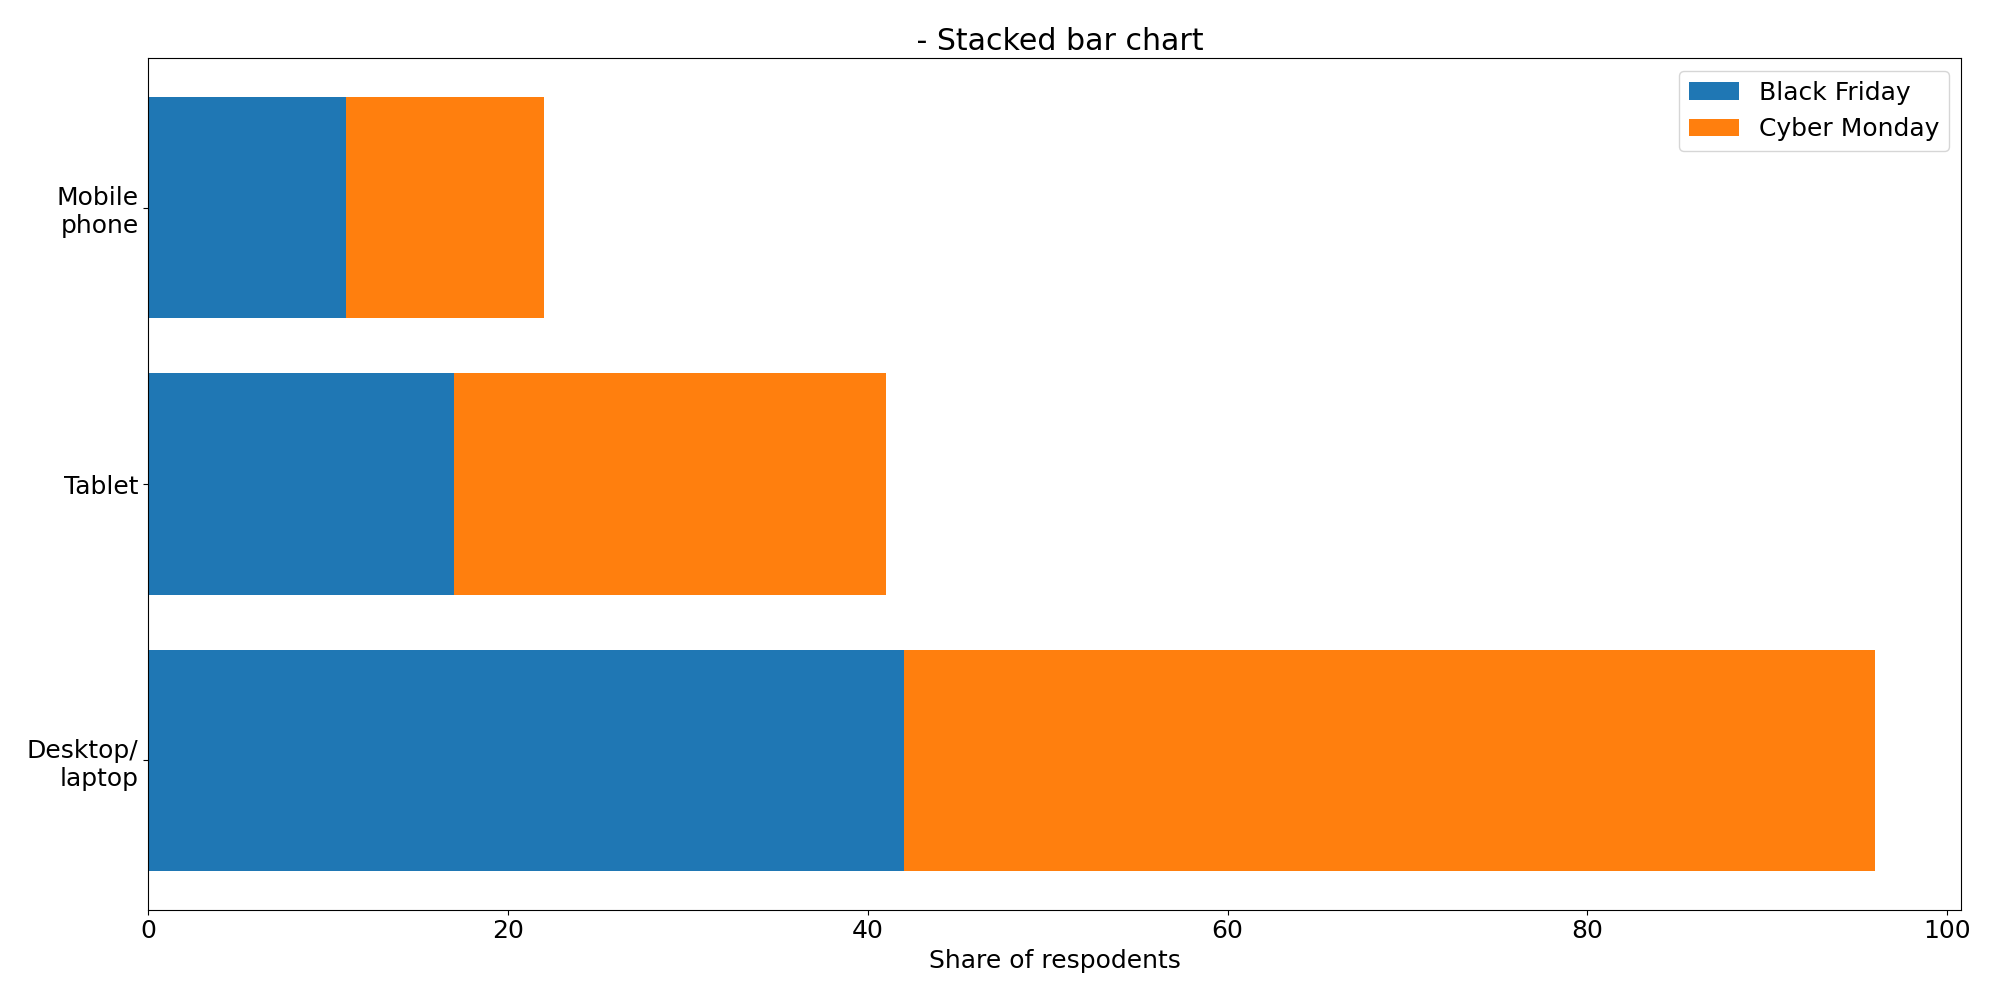 - Stacked bar chart
Black Friday
Cyber Monday
Mobile
phone
Tablet
Desktop/
laptop
0 20 40 60 80 100
Share of respodents